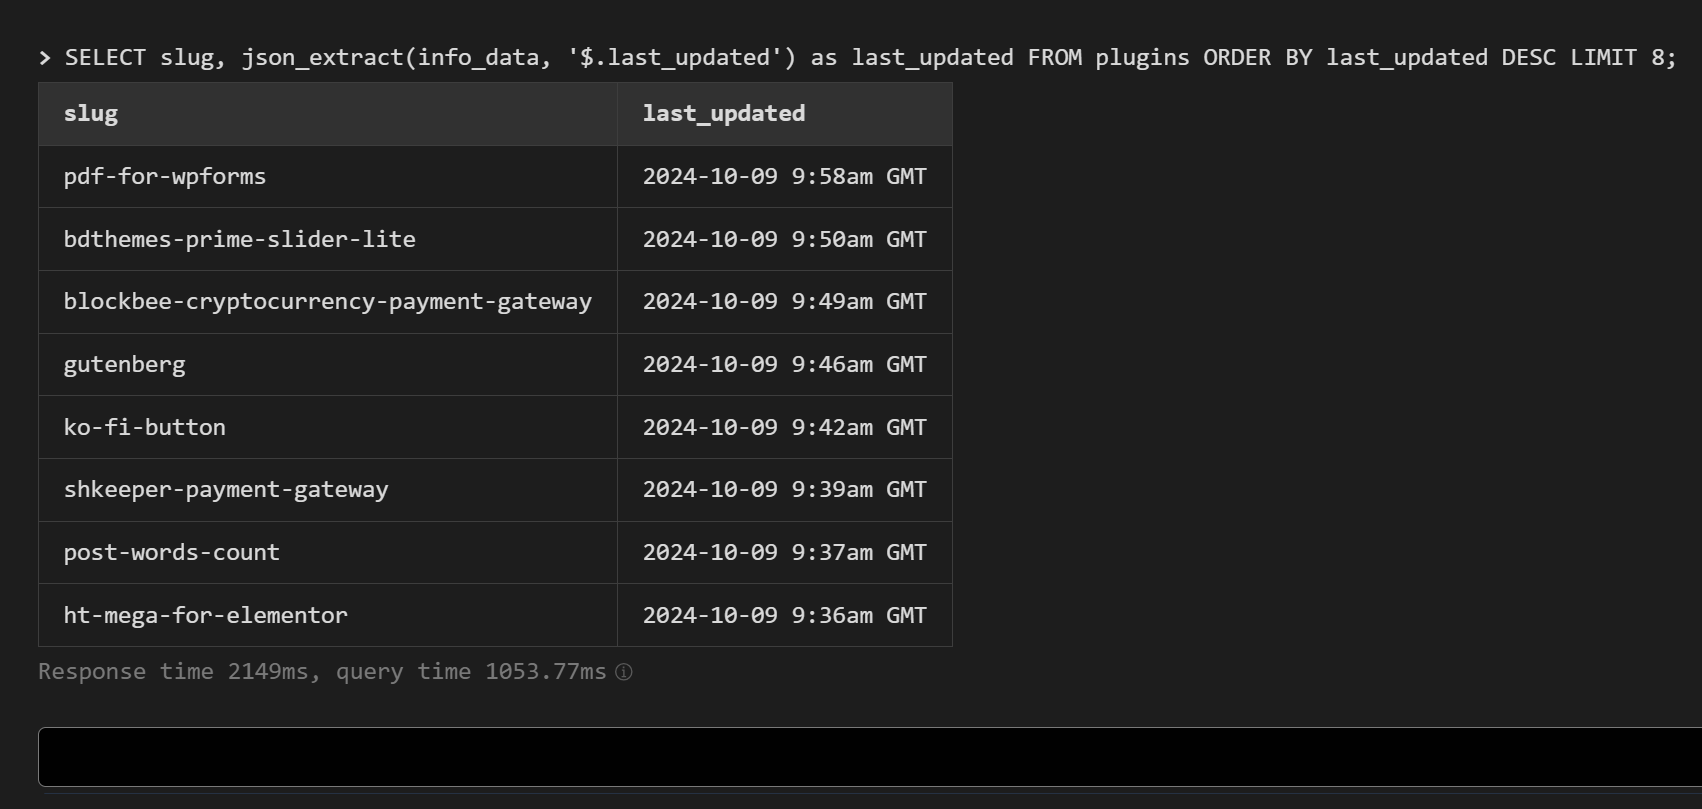 > SELECT slug, json_extract(info_data, '$.last_updated') as last_updated FROM plugins ORDER BY last_updated DESC LIMIT 8;
slug last_updated
pdf-for-wpforms 2024-10-09 9:58am GMT
bdthemes-prime-slider-lite 2024-10-09 9:50am GMT
blockbee-cryptocurrency-payment-gateway 2024-10-09 9:49am GMT
gutenberg 2024-10-09 9:46am GMT
ko-fi-button 2024-10-09 9:42am GMT
shkeeper-payment-gateway 2024-10-09 9:39am GMT
post-words-count 2024-10-09 9:37am GMT
ht-mega-for-elementor 2024-10-09 9:36am GMT
Response time 2149ms, query time 1053.77ms